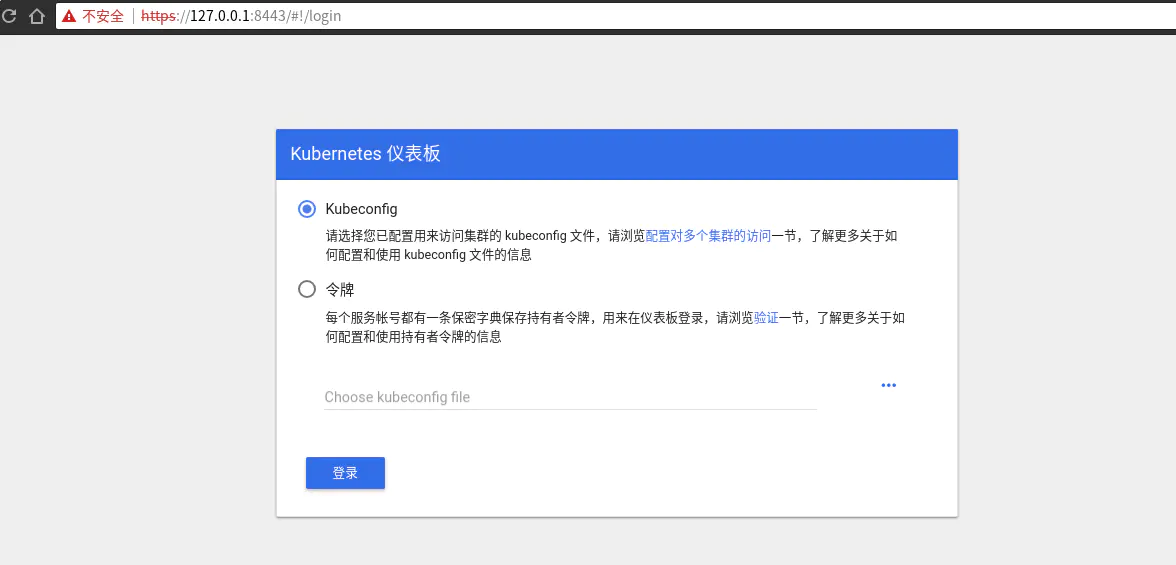 不安全 https://127.0.0.1:8443/#!/login
Kubernetes 仪表板
Kubeconfig
请选择您已配置用来访问集群的 kubeconfig 文件，请浏览配置对多个集群的访问一节，了解更多关于如
何配置和使用 kubeconfig 文件的信息
令牌
每个服务帐号都有一条保密字典保存持有者令牌，用来在仪表板登录，请浏览验证一节，了解更多关于如
何配置和使用持有者令牌的信息
Choose kubeconfig file
登录